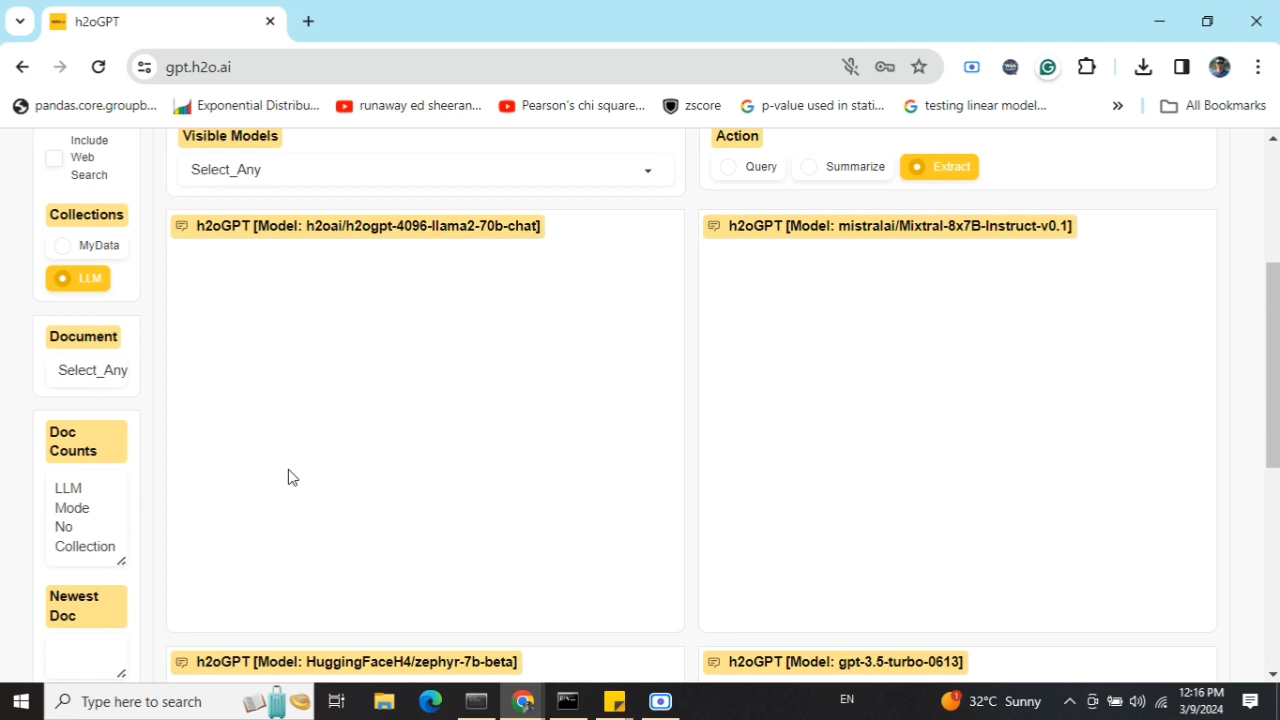 h2oGPT
gpt.h2o.ai
pandas.core.groupb...
Exponential Distribu...
runaway ed sheeran...
Pearson's chi square...
zscore
p-value used in stati...
testing linear model...
»
All Bookmarks
Include
Web
Search
Collections
MyData
LLM
Document
Select_Any
Doc
Counts
LLM
Mode
No
Collection
Newest
Doc
Visible Models
Select_Any
Action
Query
Summarize
Extract
h2oGPT [Model: h2oai/h2ogpt-4096-llama2-70b-chat]
h2oGPT [Model: mistralai/Mixtral-8x7B-Instruct-v0.1]
h2oGPT [Model: HuggingFaceH4/zephyr-7b-beta]
h2oGPT [Model: gpt-3.5-turbo-0613]
Type here to search
EN
1
32°C Sunny
12:16 PM
3/9/2024